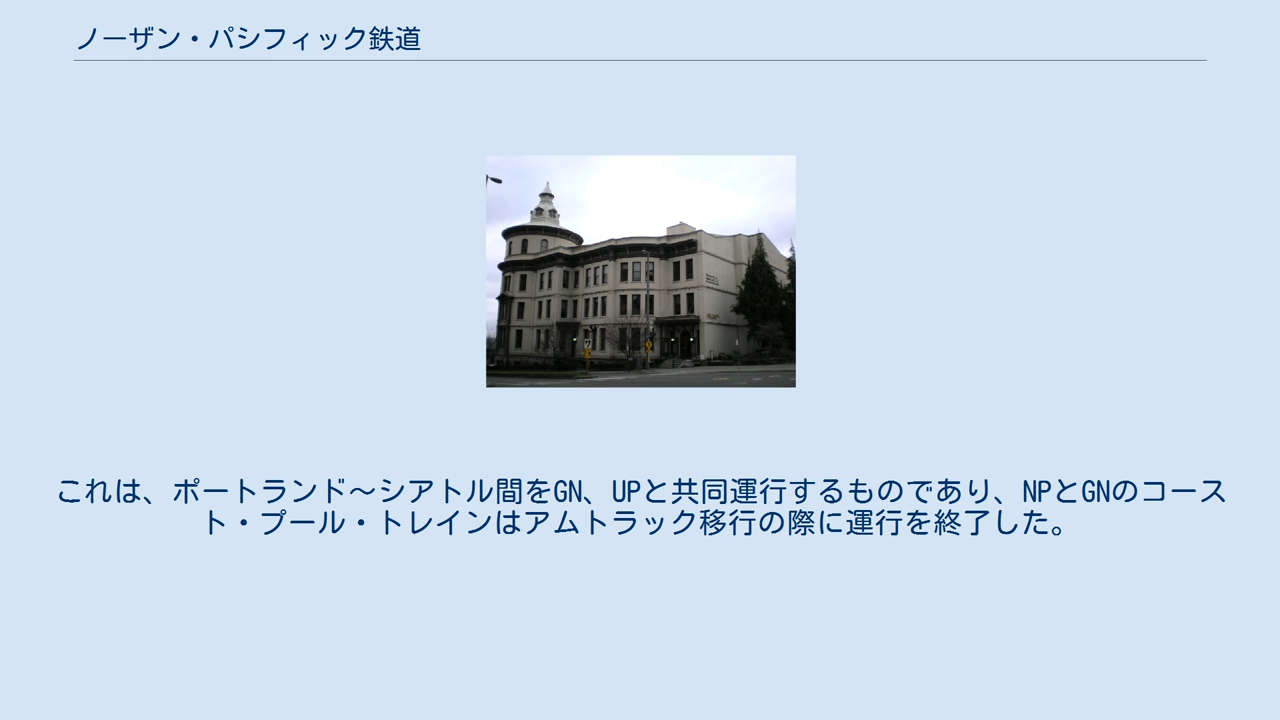 ノーザン・パシフィック鉄道
これは、ポートランド～シアトル間をGN、UPと共同運行するものであり、NPとGNのコース
ト・プール・トレインはアムトラック移行の際に運行を終了した。